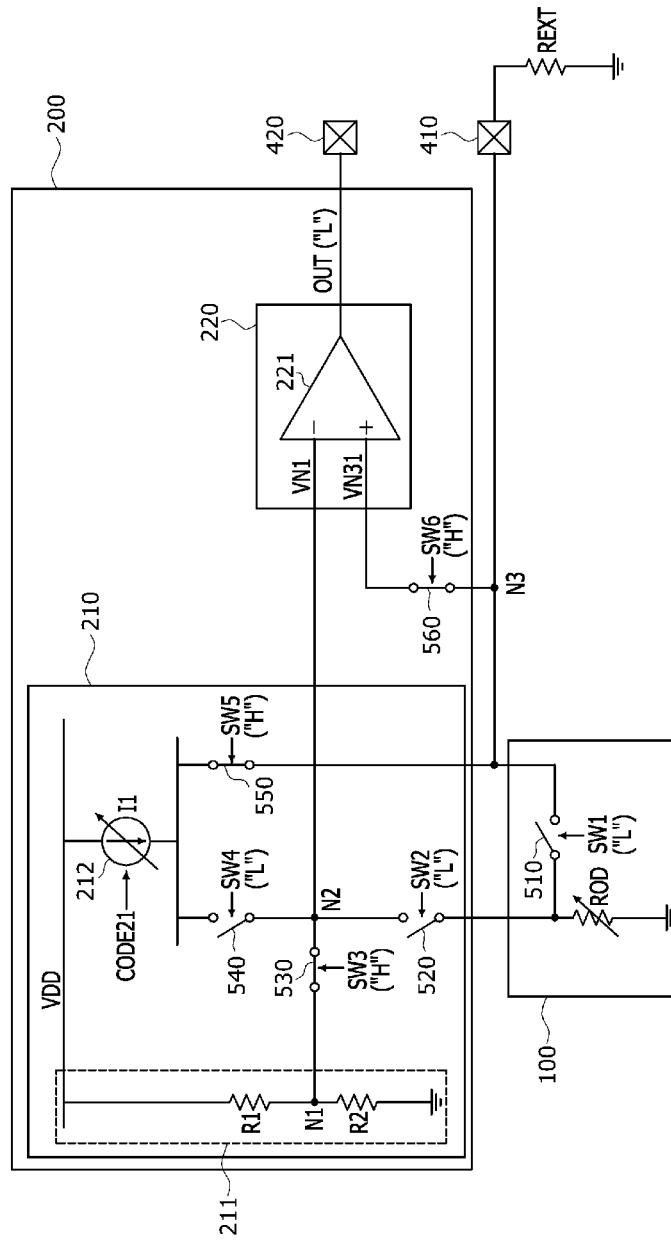 200
210
VDD
CODE21
212
I1
SW4
("L")
540
SW5
("H")
550
N2
R1
N1
R2
530
SW3
("H")
SW2
("L")
520
211
220
221
VN1
−
VN31
+
OUT ("L")
420
SW6
("H")
560
N3
410
REXT
510
SW1
("L")
ROD
100